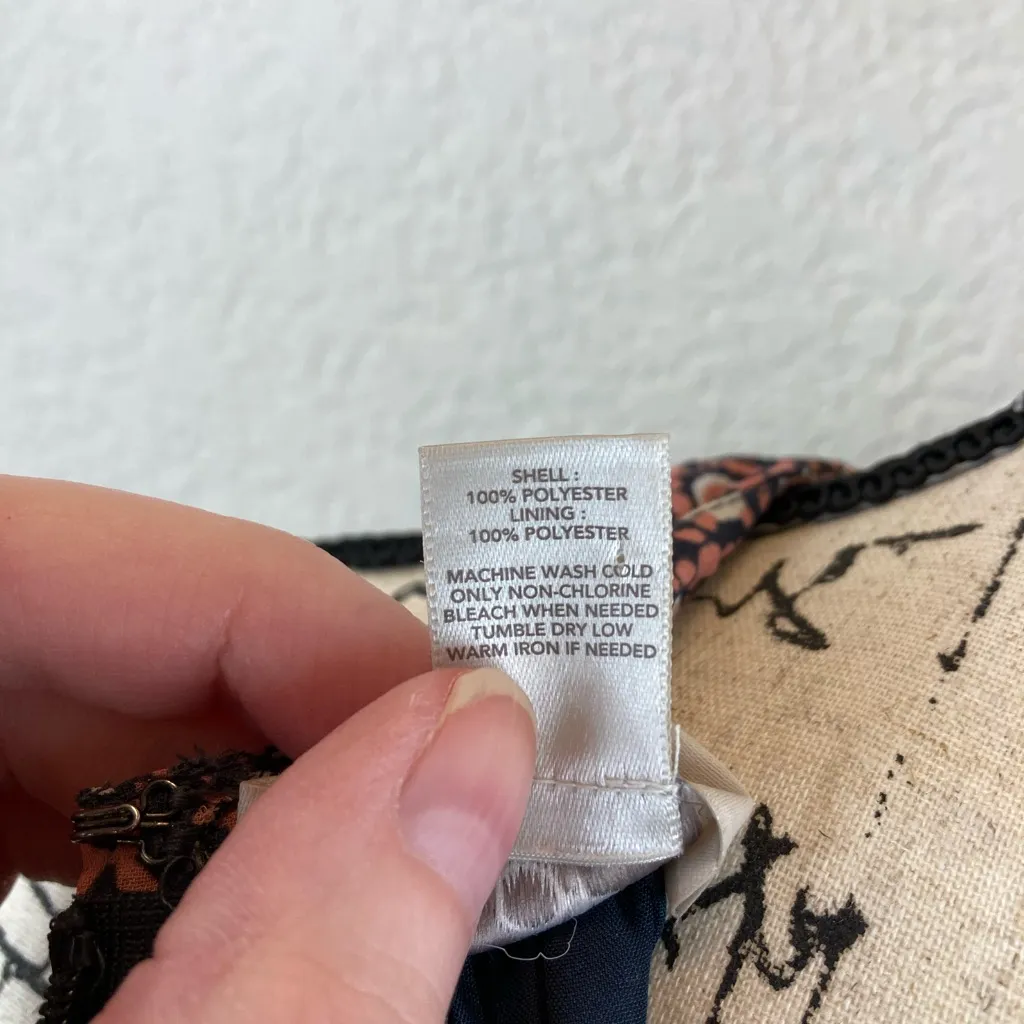 SHELL :
100% POLYESTER
LINING :
100% POLYESTER
MACHINE WASH COLD
ONLY NON-CHLORINE
BLEACH WHEN NEEDED
TUMBLE DRY LOW
WARM IRON IF NEEDED